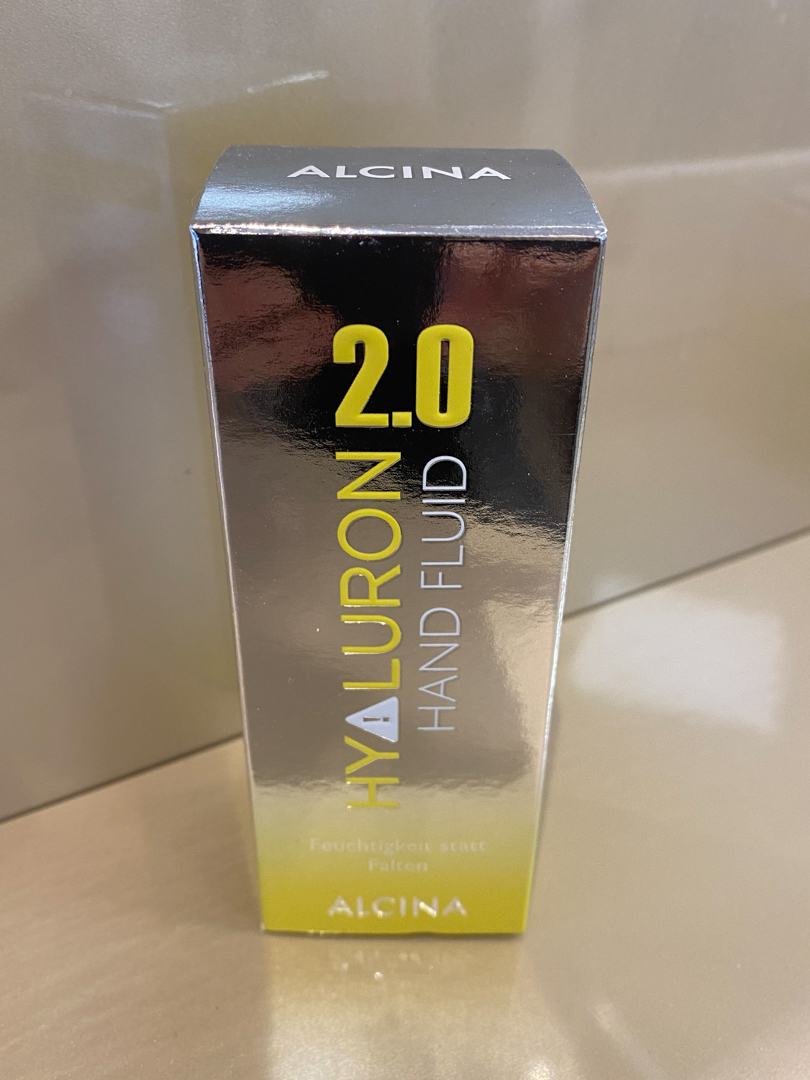 ALCINA
2.0
HYALURON
HAND FLUID
Feuchtigkeit statt
Falten
ALCINA